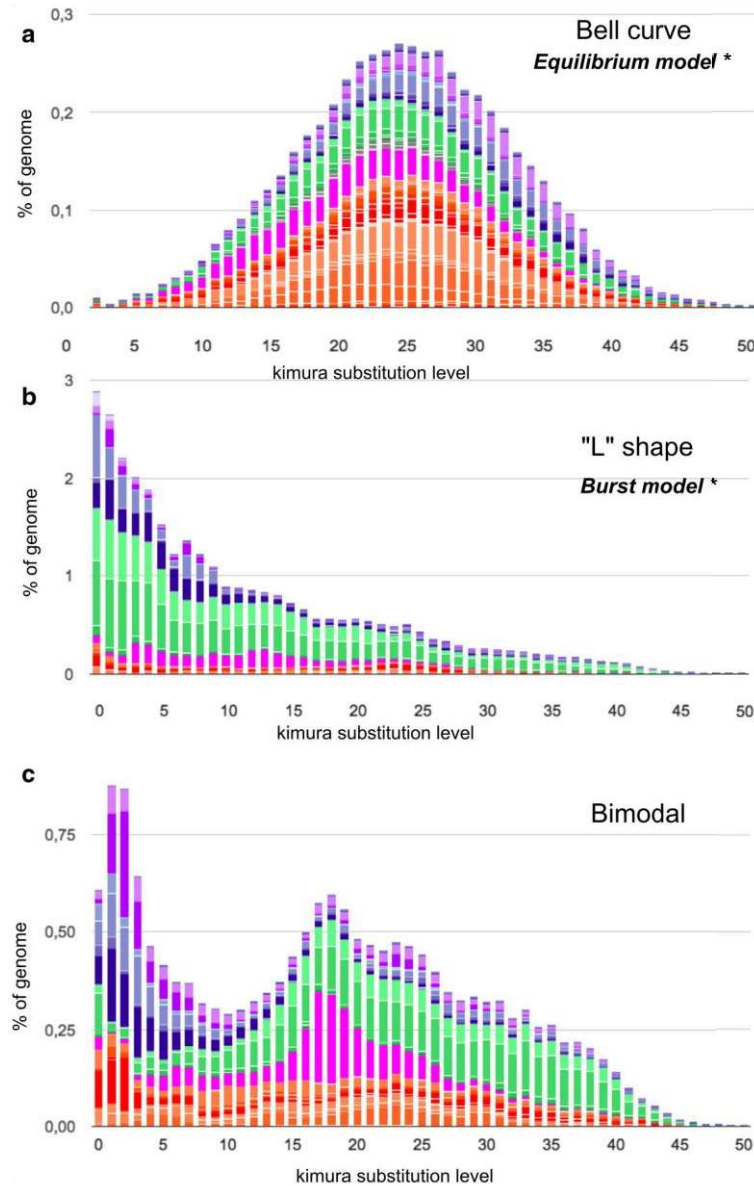 a
Bell curve
Equilibrium model *
0,3
0,2
0,1
0,0
% of genome
0 5 10 15 20 25 30 35 40 45 50
kimura substitution level
b
"L" shape
Burst model *
3
2
1
0
% of genome
0 5 10 15 20 25 30 35 40 45 50
kimura substitution level
c
Bimodal
0,75
0,50
0,25
0,00
% of genome
0 5 10 15 20 25 30 35 40 45 50
kimura substitution level